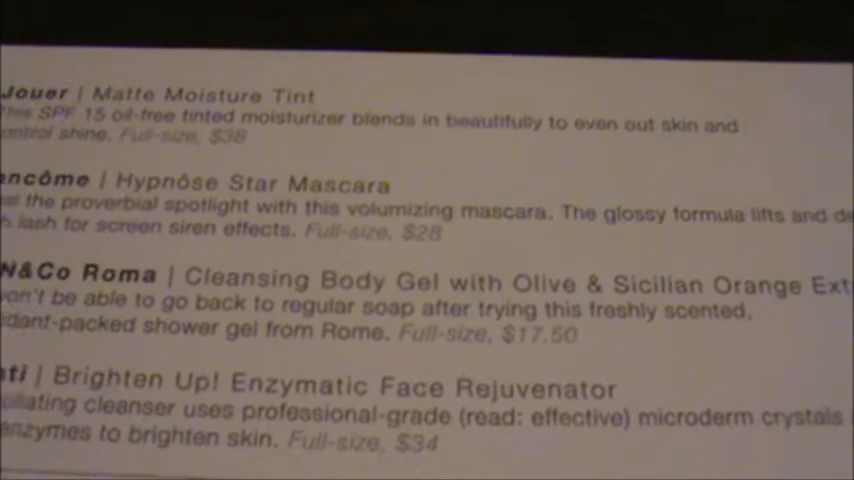 Jouer | Matte Moisture Tint
This SPF 15 oil-free tinted moisturizer blends in beautifully to even out skin and
control shine. Full-size, $38
ncôme | Hypnôse Star Mascara
the proverbial spotlight with this volumizing mascara. The glossy formula lifts and de
lash for screen siren effects. Full-size, $28
N&Co Roma | Cleansing Body Gel with Olive & Sicilian Orange Ext
won't be able to go back to regular soap after trying this freshly scented,
dant-packed shower gel from Rome. Full-size, $17.50
ati | Brighten Up! Enzymatic Face Rejuvenator
oliating cleanser uses professional-grade (read: effective) microderm crystals
enzymes to brighten skin. Full-size, $34